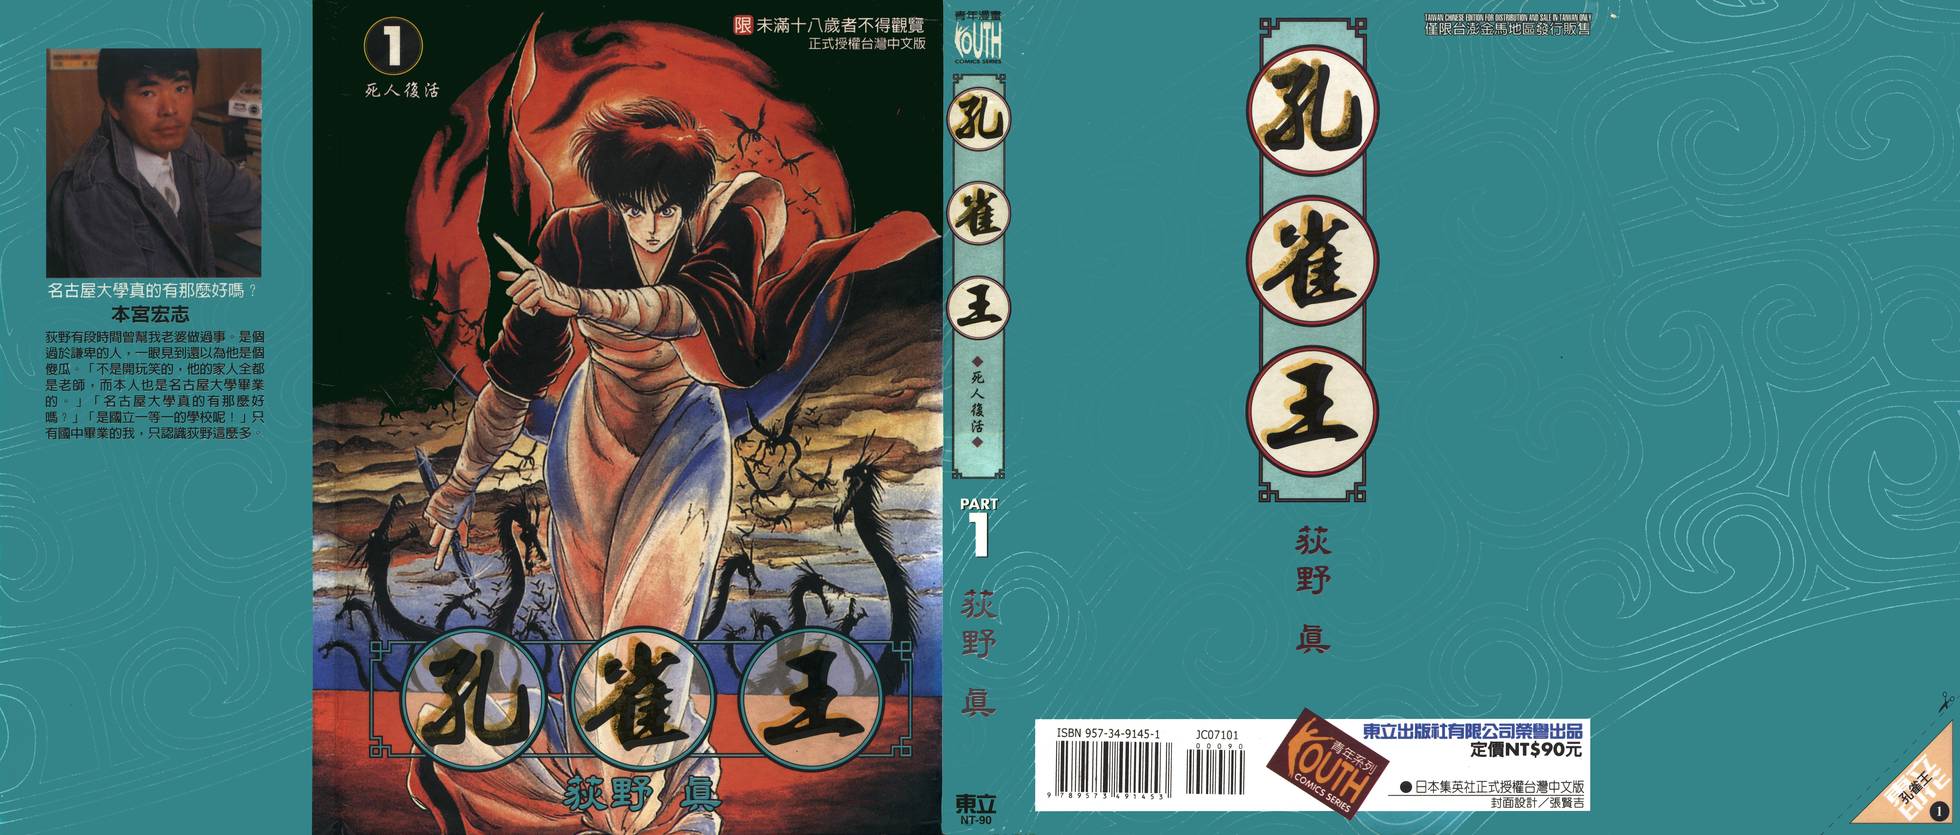 名古屋大學真的有那麼好嗎？
本宮宏志
荻野有段時間曾幫我老婆做過事。是個
過於謙卑的人，一眼見到還以為他是個
傻瓜。「不是開玩笑的，他的家人全都
是老師，而本人也是名古屋大學畢業
的。」「名古屋大學真的有那麼好
嗎？」「是國立一等一的學校呢！」只
有國中畢業的我，只認識荻野這麼多。
1
死人復活
限 未滿十八歲者不得觀覽
正式授權台灣中文版
孔雀王
荻野 眞
青年漫畫
YOUTH
COMICS SERIES
孔
雀
王
◆死人復活◆
PART
1
荻野 眞
東立
NT-90
孔
雀
王
荻野 眞
TAIWAN CHINESE EDITION FOR DISTRIBUTION AND SALE IN TAIWAN ONLY
僅限台澎金馬地區發行販售
ISBN 957-34-9145-1
JC07101
00090
9 789573 491453
青年系列
YOUTH
COMICS SERIES
東立出版社有限公司榮譽出品
定價NT$90元
●日本集英社正式授權台灣中文版
封面設計／張賢吉
東立
孔雀王
1